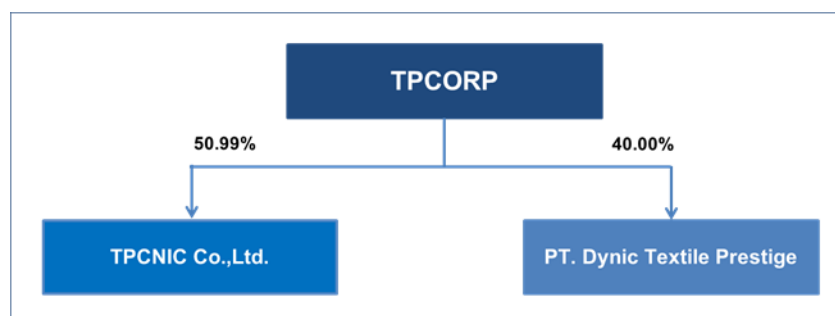 TPCORP
50.99%
40.00%
TPCNIC Co.,Ltd.
PT. Dynic Textile Prestige